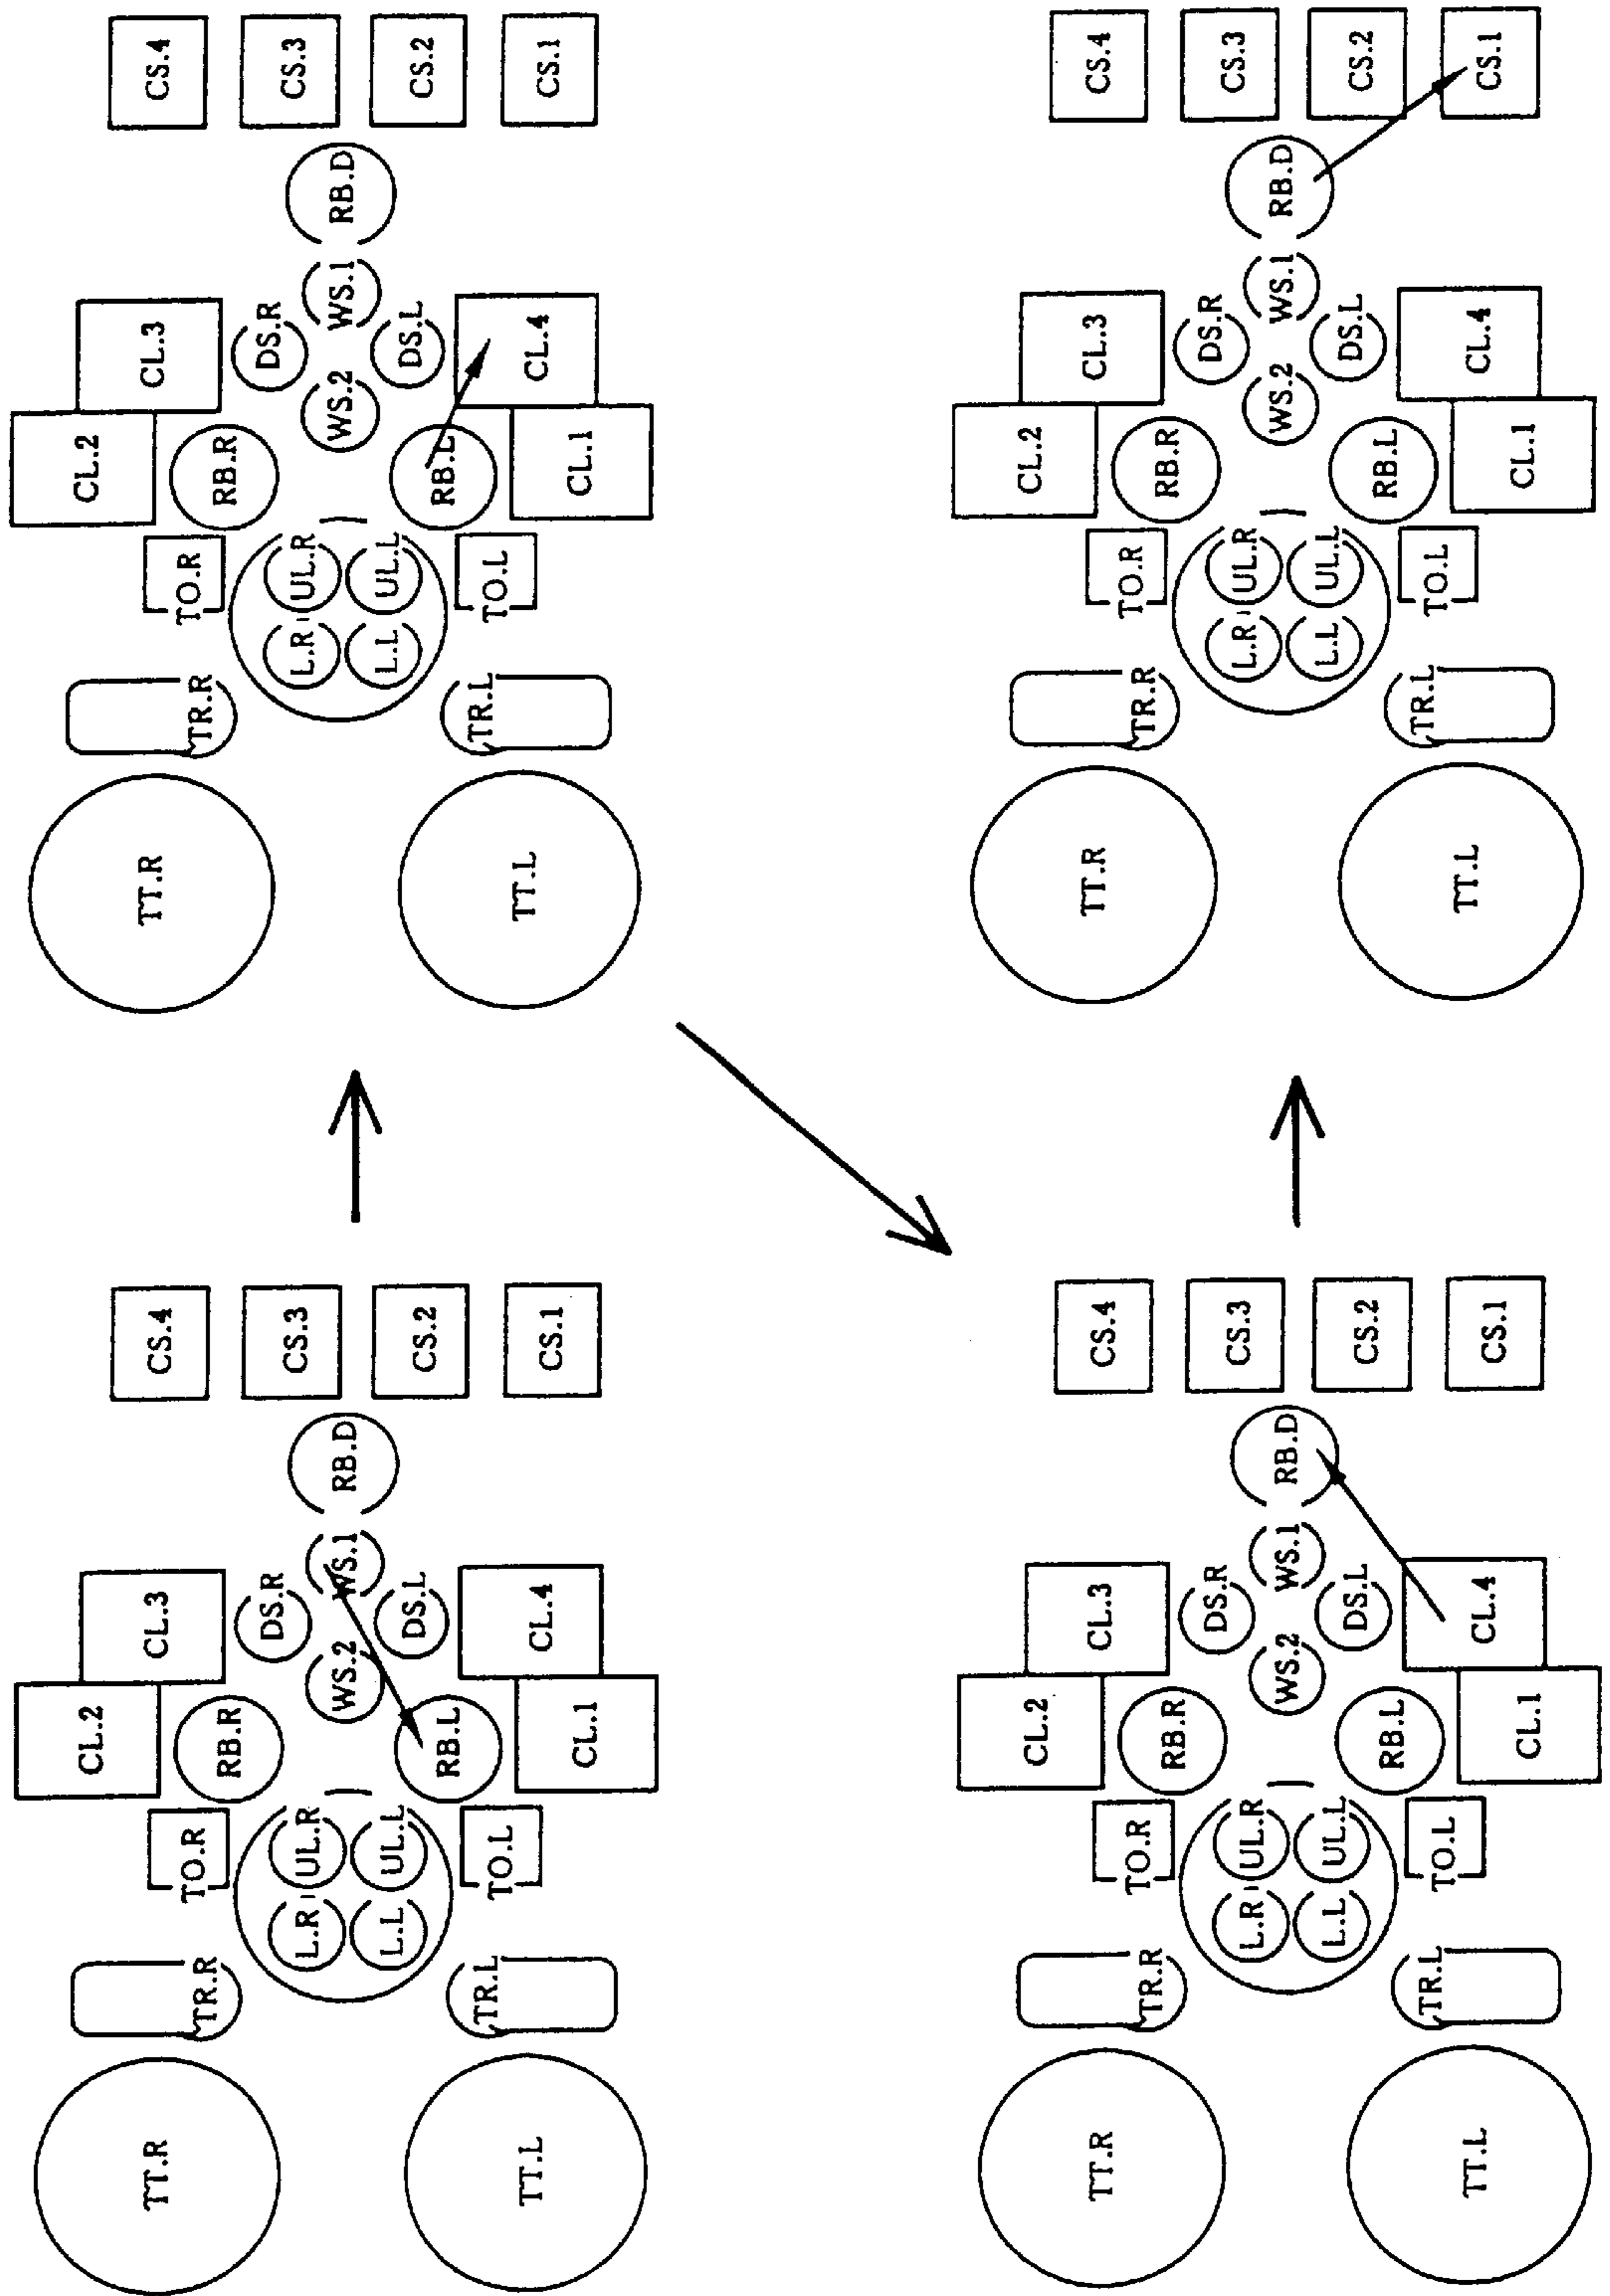 CL.2
TT.R CL.3 CS.4
TR.R TO.R
RB.R DS.R CS.3
L.R UL.R
WS.2 WS.1 RB.D
L.L UL.L DS.L CS.2
RB.L
TR.L TO.L
TT.L CL.4 CS.1
CL.1
CL.2
TT.R CL.3 CS.4
TR.R TO.R
RB.R DS.R CS.3
L.R UL.R
WS.2 WS.1 RB.D
L.L UL.L DS.L CS.2
RB.L
TR.L TO.L
TT.L CL.4 CS.1
CL.1
CL.2
TT.R CL.3 CS.4
TR.R TO.R
RB.R DS.R CS.3
L.R UL.R
WS.2 WS.1 RB.D
L.L UL.L DS.L CS.2
RB.L
TR.L TO.L
TT.L CL.4 CS.1
CL.1
CL.2
TT.R CL.3 CS.4
TR.R TO.R
RB.R DS.R CS.3
L.R UL.R
WS.2 WS.1 RB.D
L.L UL.L DS.L CS.2
RB.L
TR.L TO.L
TT.L CL.4 CS.1
CL.1